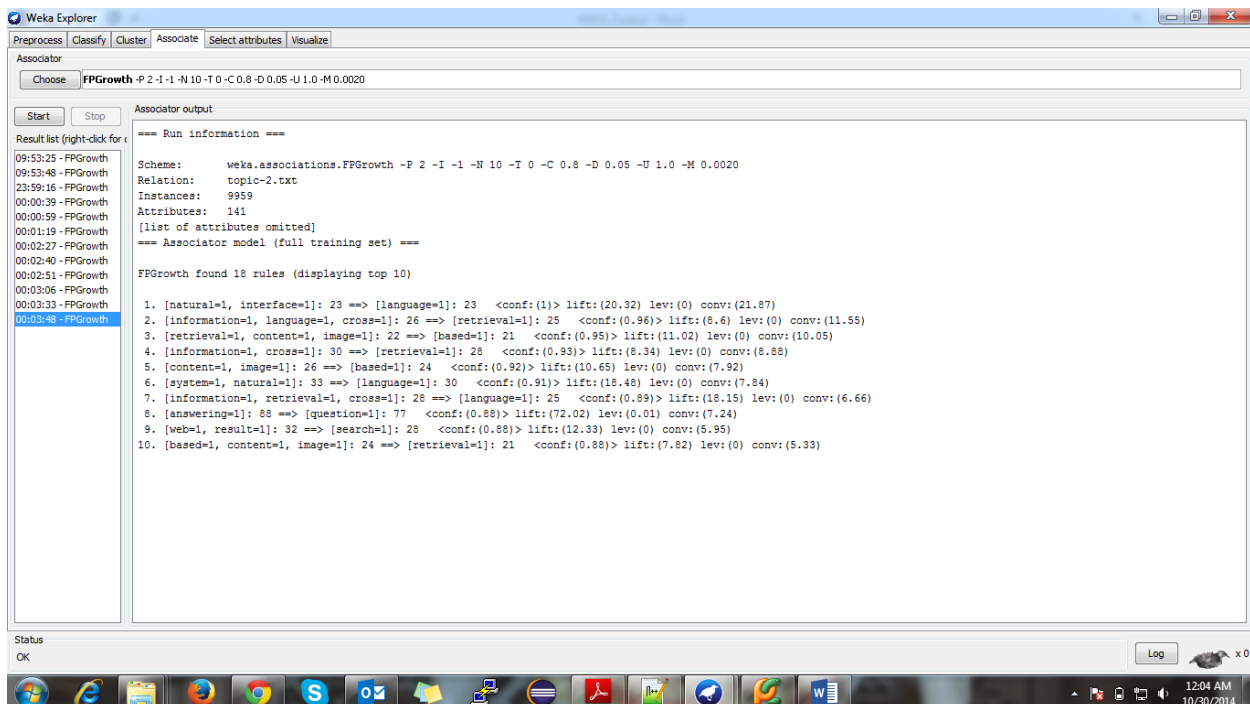 Weka Explorer
Preprocess Classify Cluster Associate Select attributes Visualize
Associator
Choose FPGrowth -P 2 -I -1 -N 10 -T 0 -C 0.8 -D 0.05 -U 1.0 -M 0.0020
Start Stop
Result list (right-click for o
09:53:25 - FPGrowth
09:53:48 - FPGrowth
23:59:16 - FPGrowth
00:00:39 - FPGrowth
00:00:59 - FPGrowth
00:01:19 - FPGrowth
00:02:27 - FPGrowth
00:02:40 - FPGrowth
00:02:51 - FPGrowth
00:03:06 - FPGrowth
00:03:33 - FPGrowth
00:03:48 - FPGrowth
Associator output
=== Run information ===
Scheme: weka.associations.FPGrowth -P 2 -I -1 -N 10 -T 0 -C 0.8 -D 0.05 -U 1.0 -M 0.0020
Relation: topic-2.txt
Instances: 9959
Attributes: 141
[list of attributes omitted]
=== Associator model (full training set) ===
FPGrowth found 18 rules (displaying top 10)
1. [natural=1, interface=1]: 23 ==> [language=1]: 23 <conf:(1)> lift:(20.32) lev:(0) conv:(21.87)
2. [information=1, language=1, cross=1]: 26 ==> [retrieval=1]: 25 <conf:(0.96)> lift:(8.6) lev:(0) conv:(11.55)
3. [retrieval=1, content=1, image=1]: 22 ==> [based=1]: 21 <conf:(0.95)> lift:(11.02) lev:(0) conv:(10.05)
4. [information=1, cross=1]: 30 ==> [retrieval=1]: 28 <conf:(0.93)> lift:(8.34) lev:(0) conv:(8.88)
5. [content=1, image=1]: 26 ==> [based=1]: 24 <conf:(0.92)> lift:(10.65) lev:(0) conv:(7.92)
6. [system=1, natural=1]: 33 ==> [language=1]: 30 <conf:(0.91)> lift:(18.48) lev:(0) conv:(7.84)
7. [information=1, retrieval=1, cross=1]: 28 ==> [language=1]: 25 <conf:(0.89)> lift:(18.15) lev:(0) conv:(6.66)
8. [answering=1]: 88 ==> [question=1]: 77 <conf:(0.88)> lift:(72.02) lev:(0.01) conv:(7.24)
9. [web=1, result=1]: 32 ==> [search=1]: 28 <conf:(0.88)> lift:(12.33) lev:(0) conv:(5.95)
10. [based=1, content=1, image=1]: 24 ==> [retrieval=1]: 21 <conf:(0.88)> lift:(7.82) lev:(0) conv:(5.33)
Status
OK
Log x 0
12:04 AM
10/30/2014